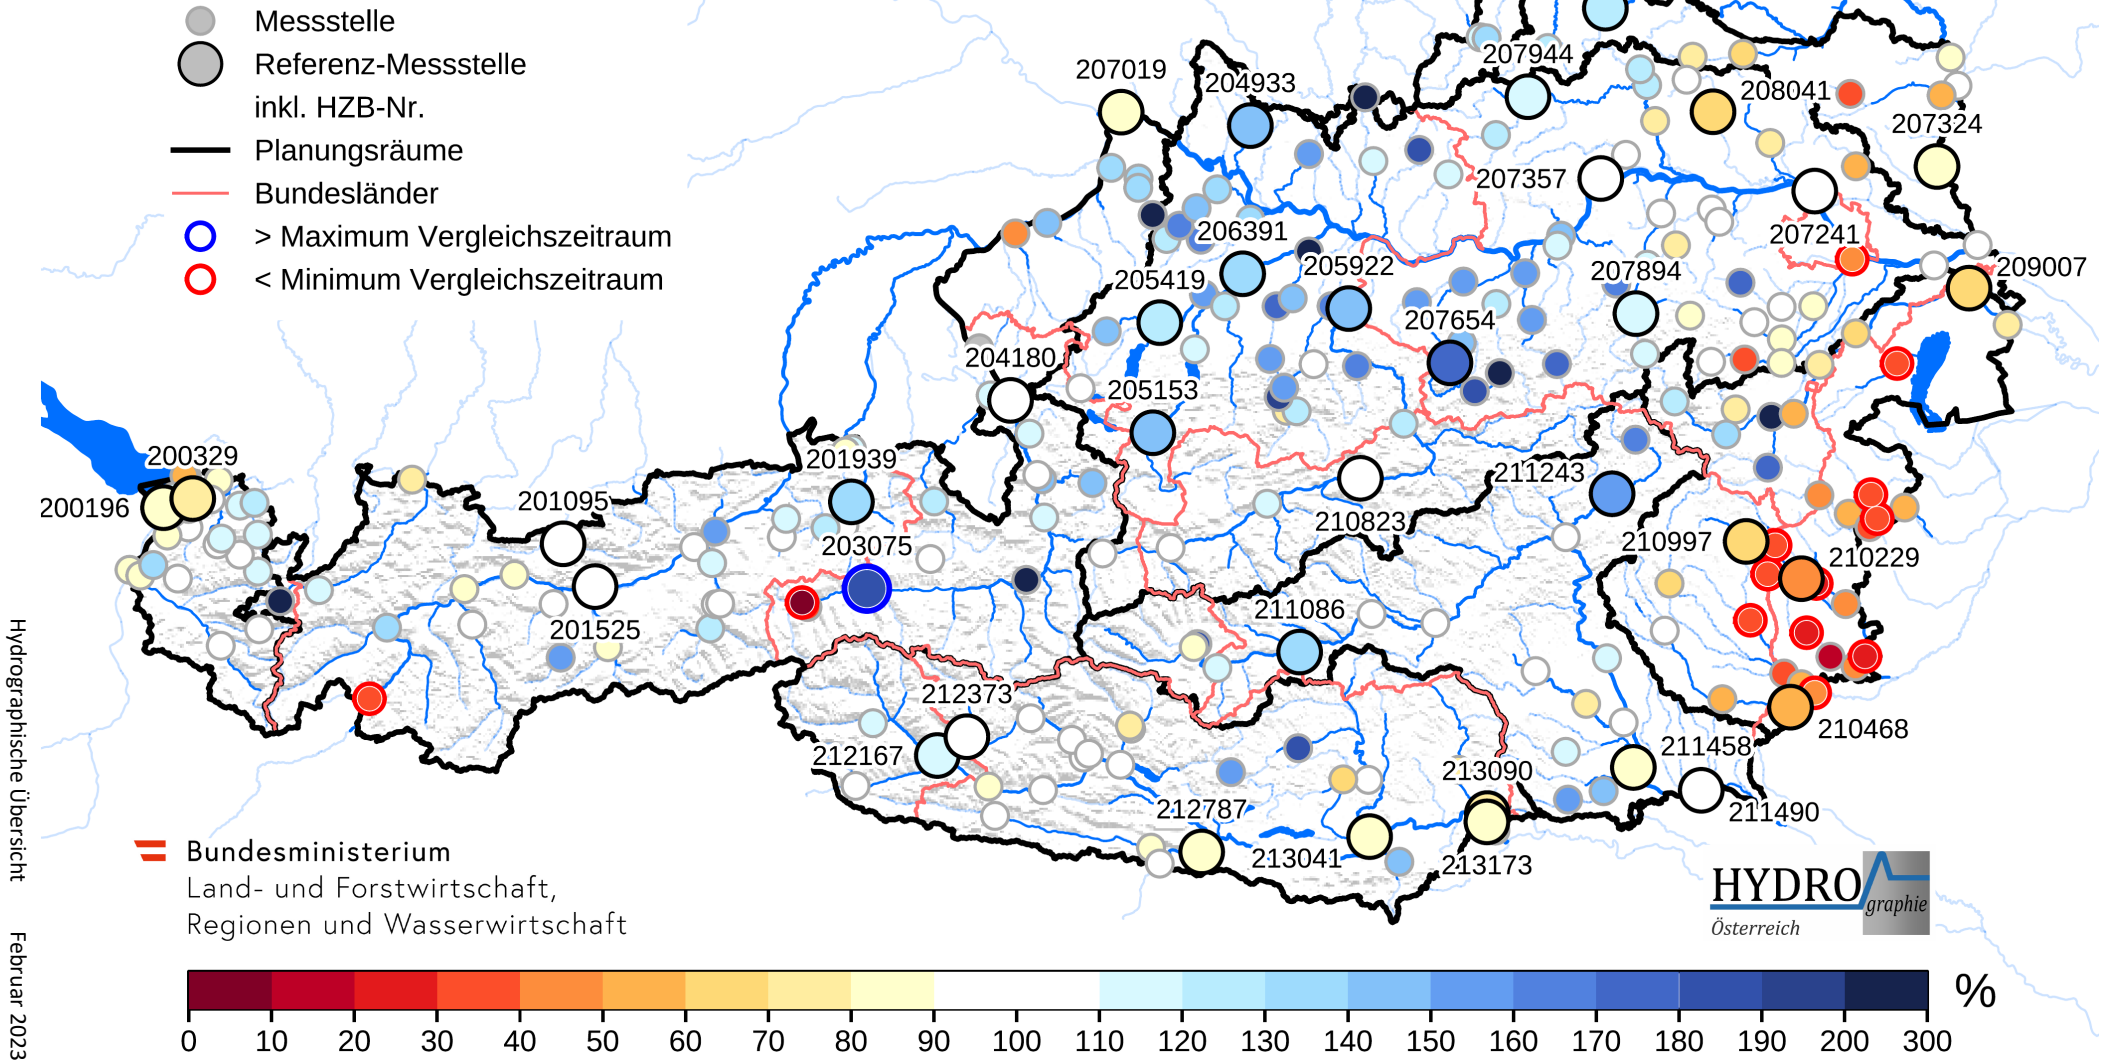 Messstelle
Referenz-Messstelle
inkl. HZB-Nr.
Planungsräume
Bundesländer
> Maximum Vergleichszeitraum
< Minimum Vergleichszeitraum
207944
207019
204933
208041
207324
207357
206391
207241
205922
207894
209007
205419
207654
204180
205153
200329
201939
211243
200196
201095
210823
203075
210997
210229
211086
201525
212373
212167
211458
210468
213090
212787
211490
213041
213173
Bundesministerium
Land- und Forstwirtschaft,
Regionen und Wasserwirtschaft
HYDRO
graphie
Österreich
Hydrographische Übersicht Februar 2023
%
0 10 20 30 40 50 60 70 80 90 100 110 120 130 140 150 160 170 180 190 200 300